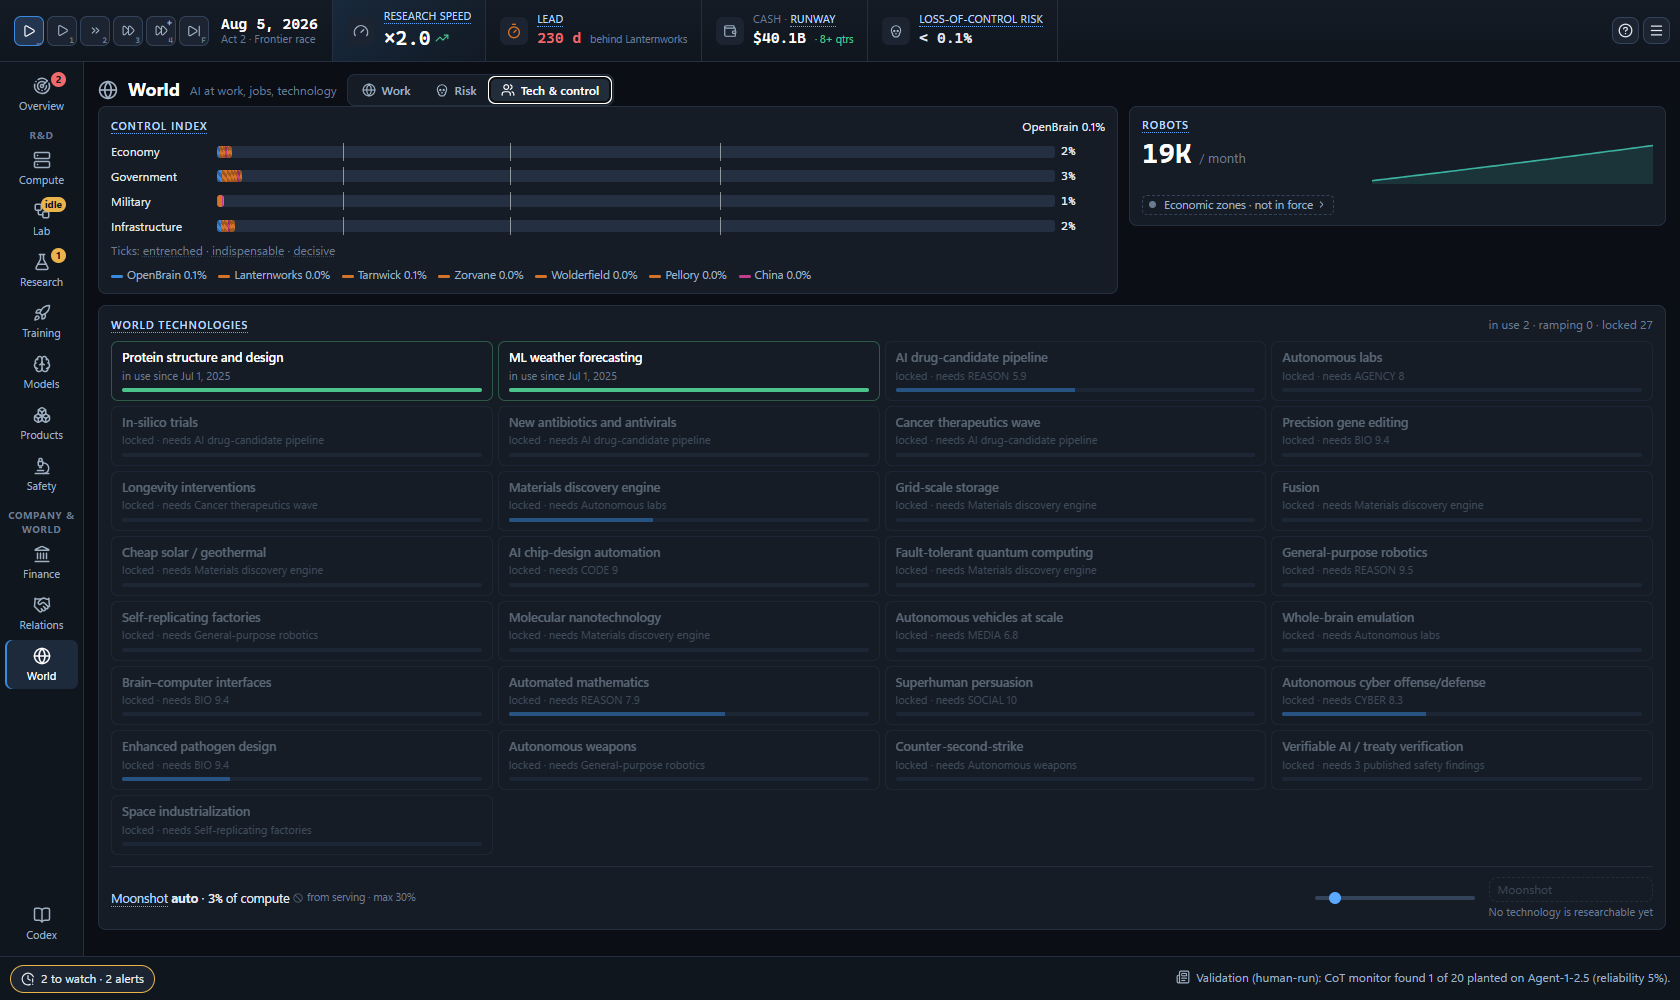 1
2
3
4
F
Aug 5, 2026
Act 2 · Frontier race
RESEARCH SPEED
×2.0
LEAD
230 d behind Lanternworks
CASH · RUNWAY
$40.1B · 8+ qtrs
LOSS-OF-CONTROL RISK
< 0.1%
2
Overview
R&D
Compute
idle
Lab
1
Research
Training
Models
Products
Safety
COMPANY &
WORLD
Finance
Relations
World
Codex
World AI at work, jobs, technology
Work
Risk
Tech & control
CONTROL INDEX
OpenBrain 0.1%
Economy 2%
Government 3%
Military 1%
Infrastructure 2%
Ticks: entrenched · indispensable · decisive
OpenBrain 0.1% Lanternworks 0.0% Tarnwick 0.1% Zorvane 0.0% Wolderfield 0.0% Pellory 0.0% China 0.0%
ROBOTS
19K / month
Economic zones · not in force
WORLD TECHNOLOGIES
in use 2 · ramping 0 · locked 27
Protein structure and design
in use since Jul 1, 2025
ML weather forecasting
in use since Jul 1, 2025
AI drug-candidate pipeline
locked · needs REASON 5.9
Autonomous labs
locked · needs AGENCY 8
In-silico trials
locked · needs AI drug-candidate pipeline
New antibiotics and antivirals
locked · needs AI drug-candidate pipeline
Cancer therapeutics wave
locked · needs AI drug-candidate pipeline
Precision gene editing
locked · needs BIO 9.4
Longevity interventions
locked · needs Cancer therapeutics wave
Materials discovery engine
locked · needs Autonomous labs
Grid-scale storage
locked · needs Materials discovery engine
Fusion
locked · needs Materials discovery engine
Cheap solar / geothermal
locked · needs Materials discovery engine
AI chip-design automation
locked · needs CODE 9
Fault-tolerant quantum computing
locked · needs Materials discovery engine
General-purpose robotics
locked · needs REASON 9.5
Self-replicating factories
locked · needs General-purpose robotics
Molecular nanotechnology
locked · needs Materials discovery engine
Autonomous vehicles at scale
locked · needs MEDIA 6.8
Whole-brain emulation
locked · needs Autonomous labs
Brain–computer interfaces
locked · needs BIO 9.4
Automated mathematics
locked · needs REASON 7.9
Superhuman persuasion
locked · needs SOCIAL 10
Autonomous cyber offense/defense
locked · needs CYBER 8.3
Enhanced pathogen design
locked · needs BIO 9.4
Autonomous weapons
locked · needs General-purpose robotics
Counter-second-strike
locked · needs Autonomous weapons
Verifiable AI / treaty verification
locked · needs 3 published safety findings
Space industrialization
locked · needs Self-replicating factories
Moonshot auto · 3% of compute from serving · max 30%
Moonshot
No technology is researchable yet
2 to watch · 2 alerts
Validation (human-run): CoT monitor found 1 of 20 planted on Agent-1-2.5 (reliability 5%).